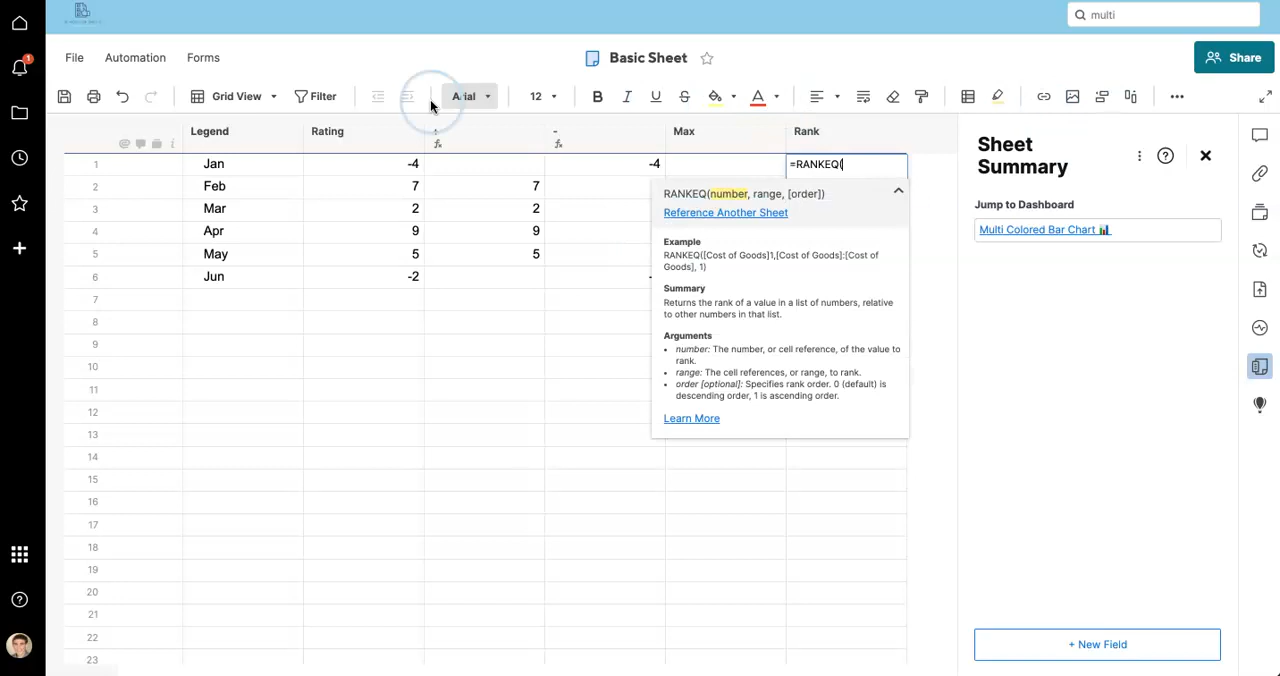 multi
1
File Automation Forms
Basic Sheet
Share
Grid View Filter Arial 12 B I U S A
Legend Rating + - Max Rank
fx fx
1 Jan -4 -4 =RANKEQ(
2 Feb 7 7
3 Mar 2 2
4 Apr 9 9
5 May 5 5
6 Jun -2 -
7
8
9
10
11
12
13
14
15
16
17
18
19
20
21
22
23
RANKEQ(number, range, [order])
Reference Another Sheet
Example
RANKEQ([Cost of Goods]1,[Cost of Goods]:[Cost of
Goods], 1)
Summary
Returns the rank of a value in a list of numbers, relative
to other numbers in that list.
Arguments
• number: The number, or cell reference, of the value to
rank.
• range: The cell references, or range, to rank.
• order [optional]: Specifies rank order. 0 (default) is
descending order, 1 is ascending order.
Learn More
Sheet
Summary
Jump to Dashboard
Multi Colored Bar Chart 📊
+ New Field